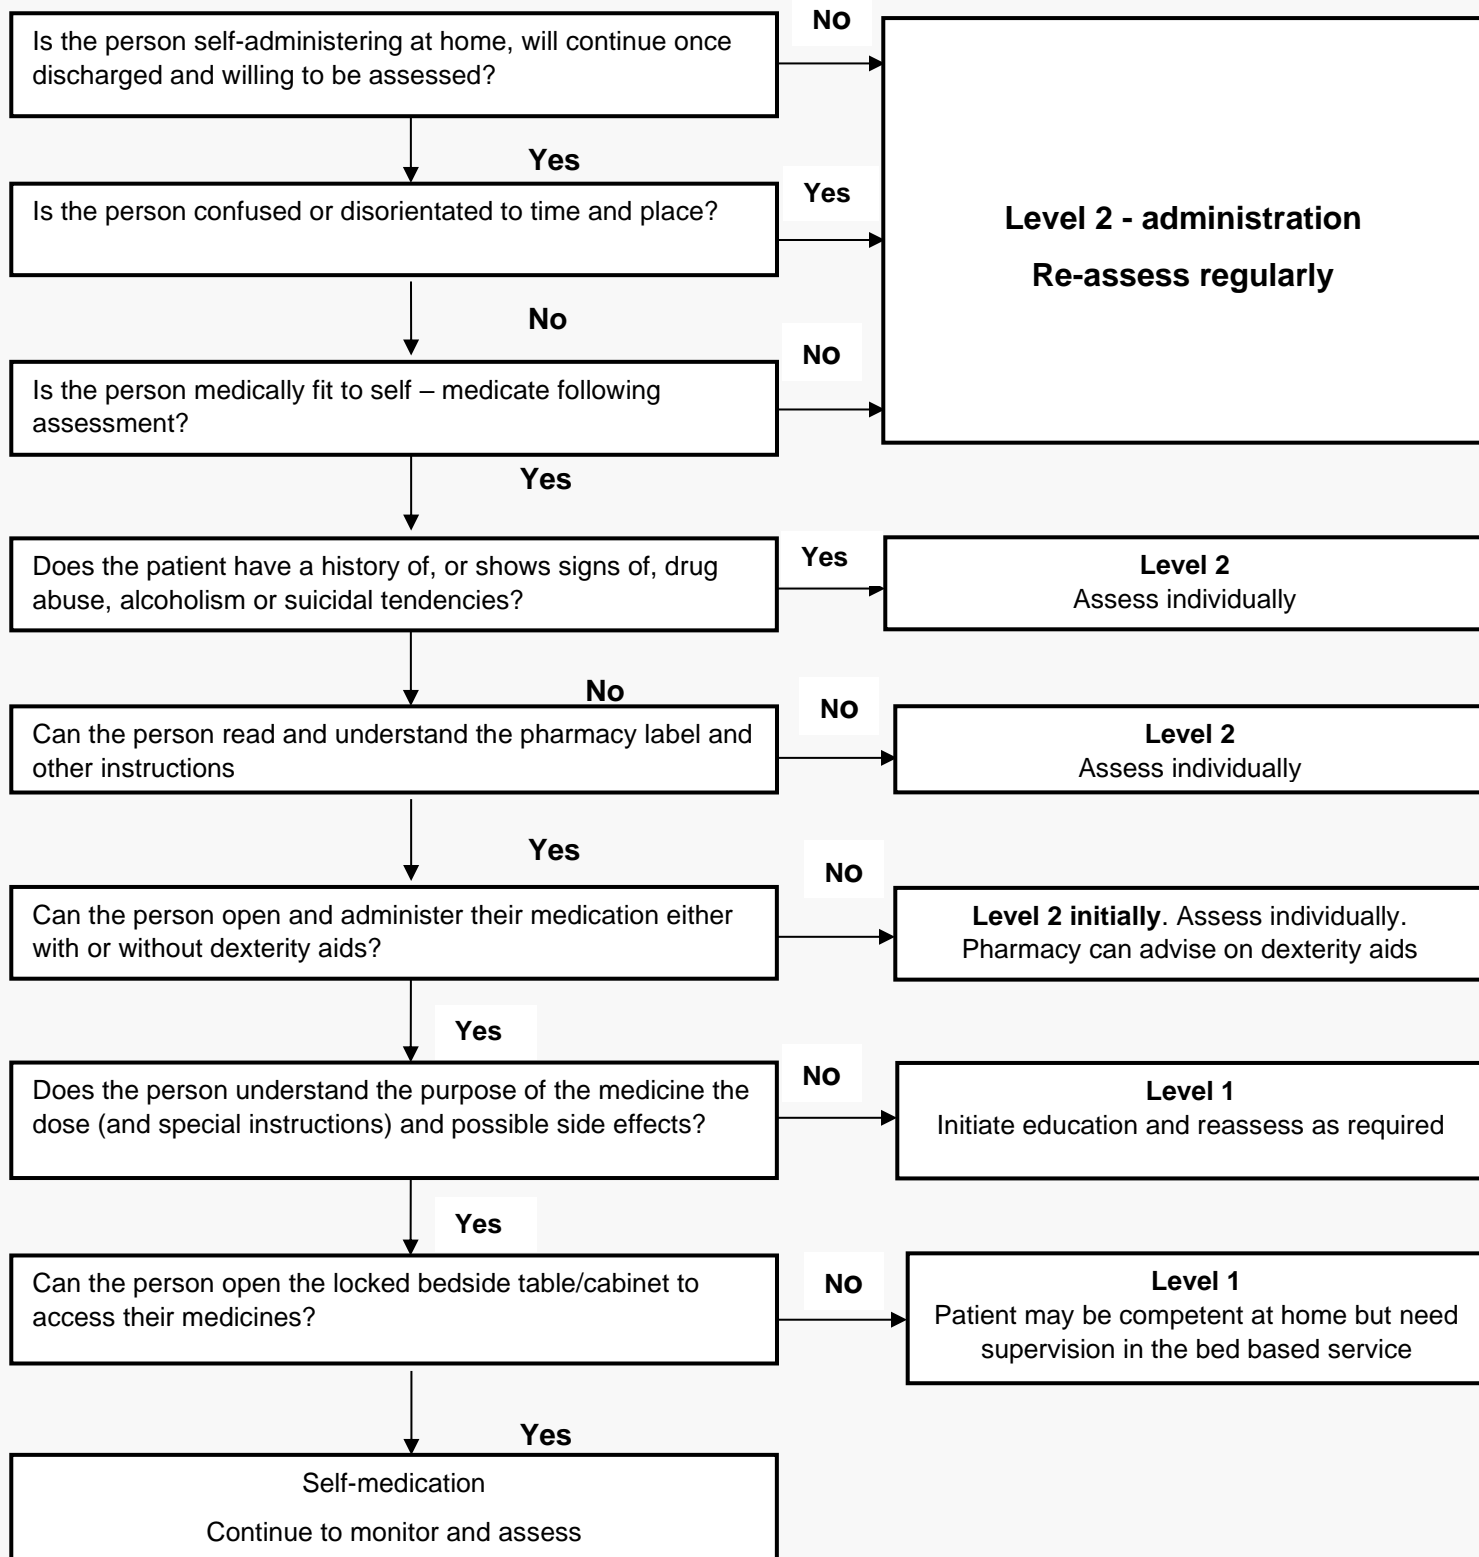 No
Is the person self-administering at home, will continue once
discharged and willing to be assessed?
Yes
Is the person confused or disorientated to time and place?
Yes
Level 2 - administration
Re-assess regularly
No
Is the person medically fit to self – medicate following
assessment?
No
Yes
Does the patient have a history of, or shows signs of, drug
abuse, alcoholism or suicidal tendencies?
Yes
Level 2
Assess individually
No
Can the person read and understand the pharmacy label and
other instructions
No
Level 2
Assess individually
Yes
Can the person open and administer their medication either
with or without dexterity aids?
No
Level 2 initially. Assess individually.
Pharmacy can advise on dexterity aids
Yes
Does the person understand the purpose of the medicine the
dose (and special instructions) and possible side effects?
No
Level 1
Initiate education and reassess as required
Yes
Can the person open the locked bedside table/cabinet to
access their medicines?
No
Level 1
Patient may be competent at home but need
supervision in the bed based service
Yes
Self-medication
Continue to monitor and assess